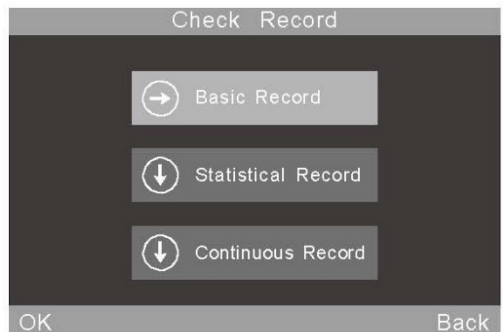 Check Record
Basic Record
Statistical Record
Continuous Record
OK Back